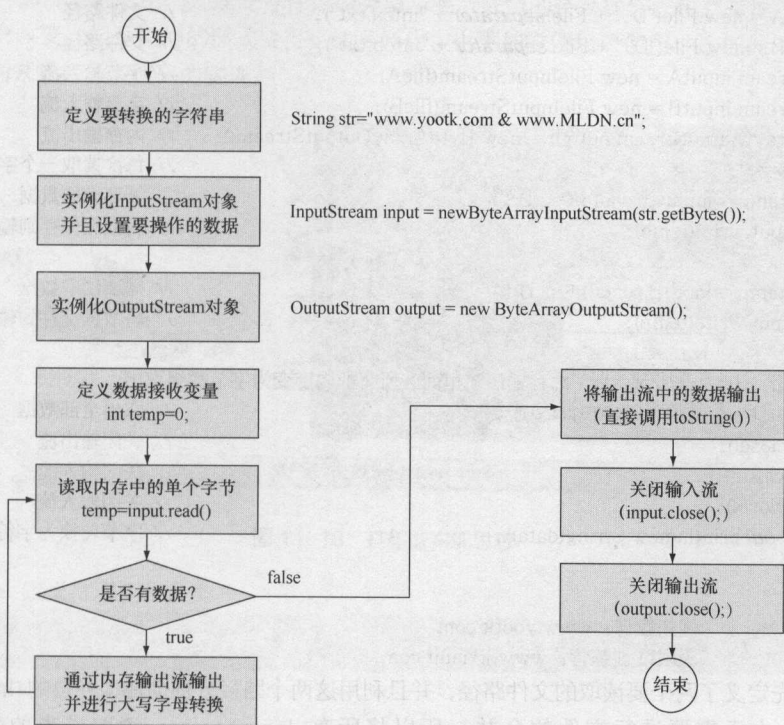 开始
定义要转换的字符串
String str="www.yootk.com & www.MLDN.cn";
实例化InputStream对象
并且设置要操作的数据
InputStream input = newByteArrayInputStream(str.getBytes());
实例化OutputStream对象
OutputStream output = new ByteArrayOutputStream();
定义数据接收变量
int temp=0;
读取内存中的单个字节
temp=input.read()
是否有数据?
false
true
通过内存输出流输出
并进行大写字母转换
将输出流中的数据输出
（直接调用toString()）
关闭输入流
（input.close();）
关闭输出流
（output.close();）
结束